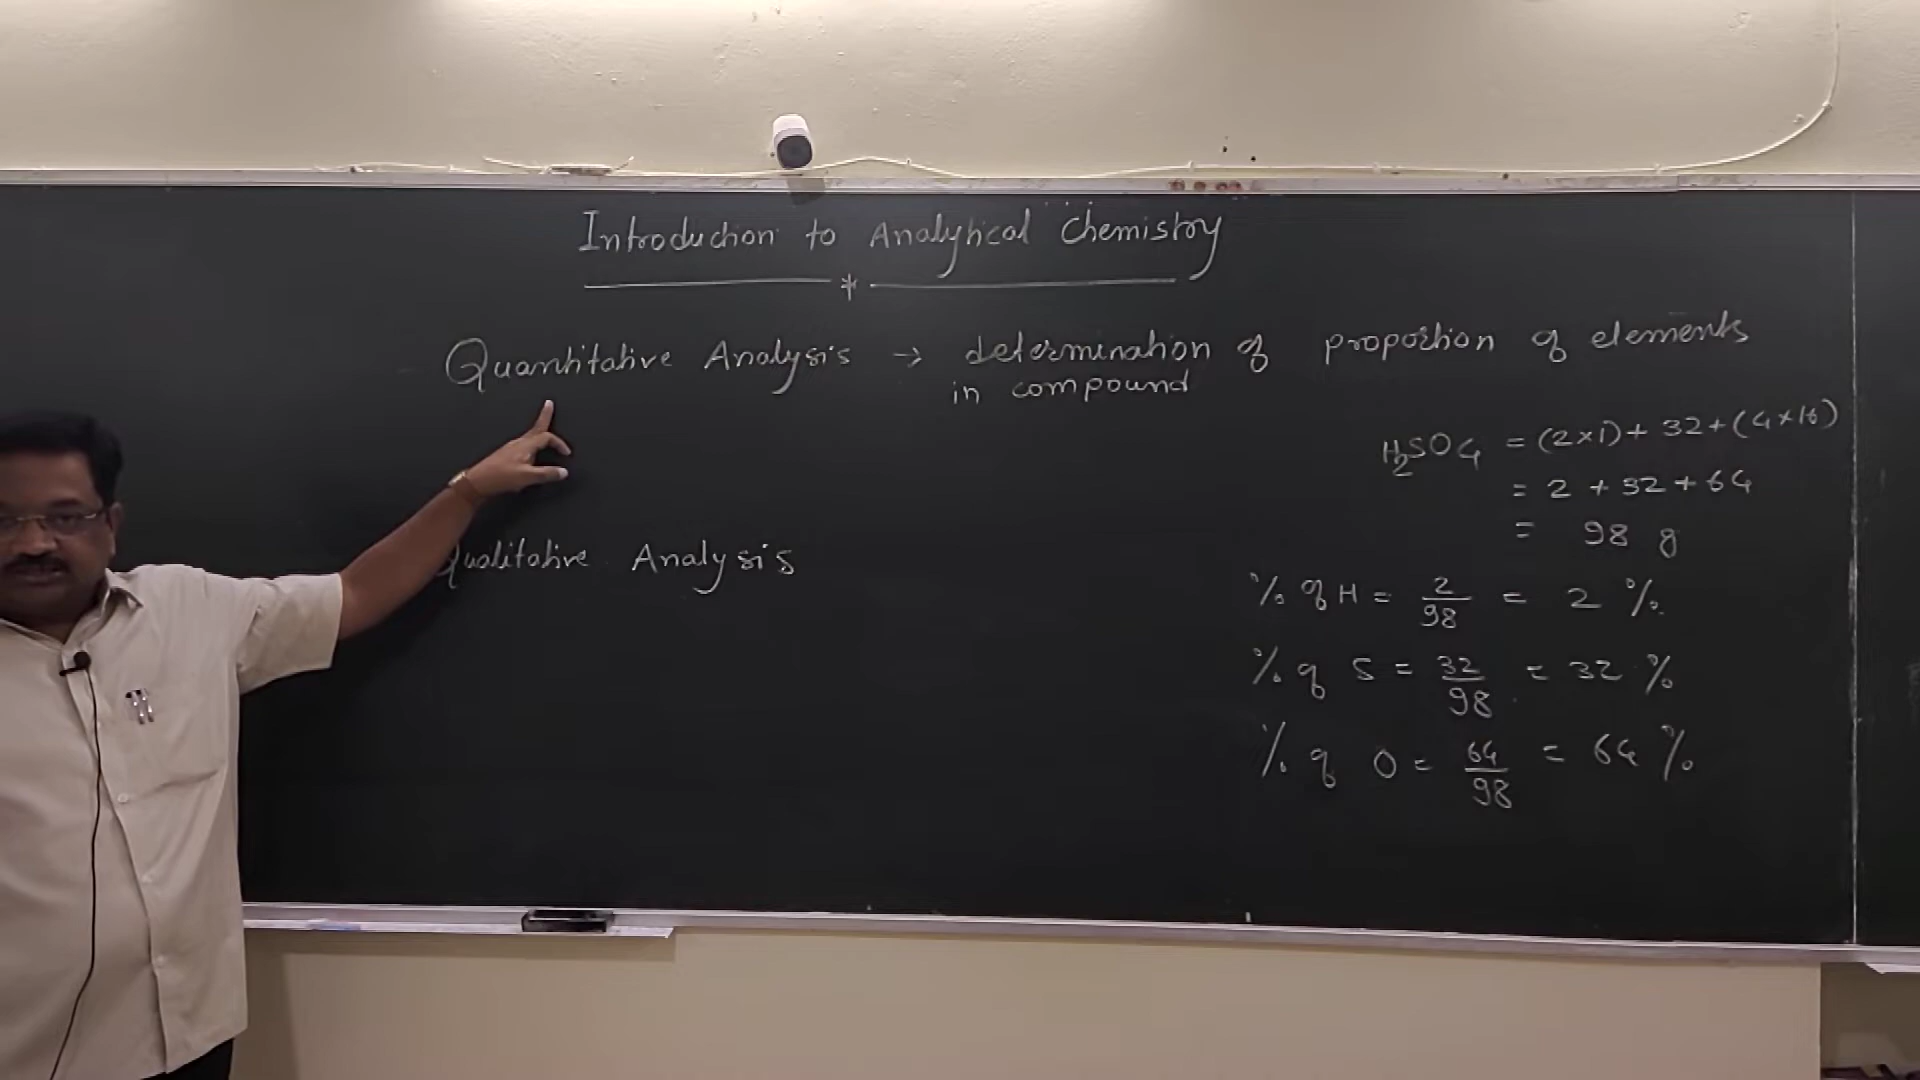 Introduction to Analytical Chemistry
*
Quantitative Analysis → determination of proportion of elements
in compound
H2SO4 = (2×1) + 32 + (4×16)
= 2 + 32 + 64
= 98 g
Qualitative Analysis
% of H = 2/98 = 2 %.
% of S = 32/98 = 32 %
% of O = 64/98 = 64 %